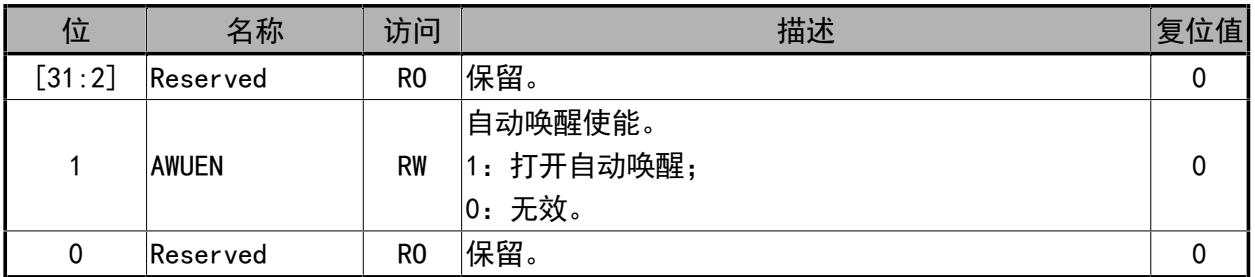 位 名称 访问 描述 复位值
[31:2] Reserved RO 保留。 0
自动唤醒使能。
1 AWUEN RW 1：打开自动唤醒； 0
0：无效。
0 Reserved RO 保留。 0